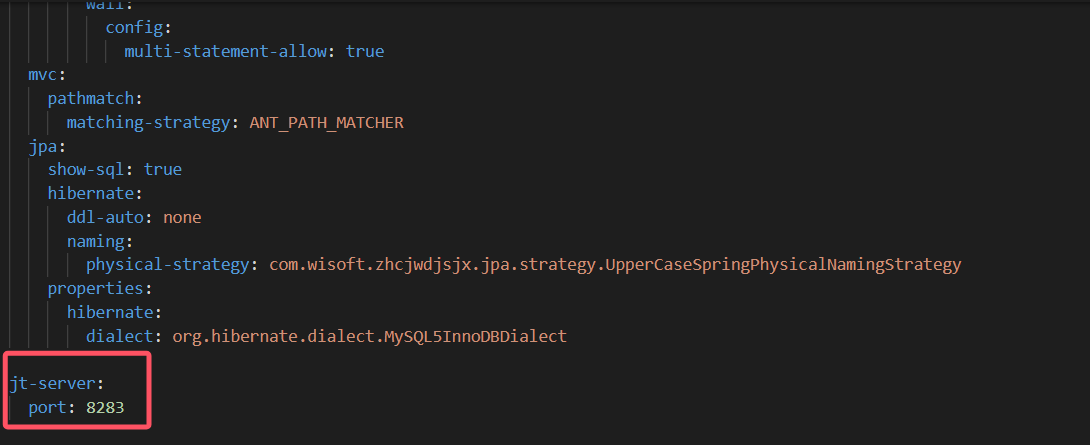 wall:
config:
multi-statement-allow: true
mvc:
pathmatch:
matching-strategy: ANT_PATH_MATCHER
jpa:
show-sql: true
hibernate:
ddl-auto: none
naming:
physical-strategy: com.wisoft.zhcjwdjsjx.jpa.strategy.UpperCaseSpringPhysicalNamingStrategy
properties:
hibernate:
dialect: org.hibernate.dialect.MySQL5InnoDBDialect
jt-server:
port: 8283